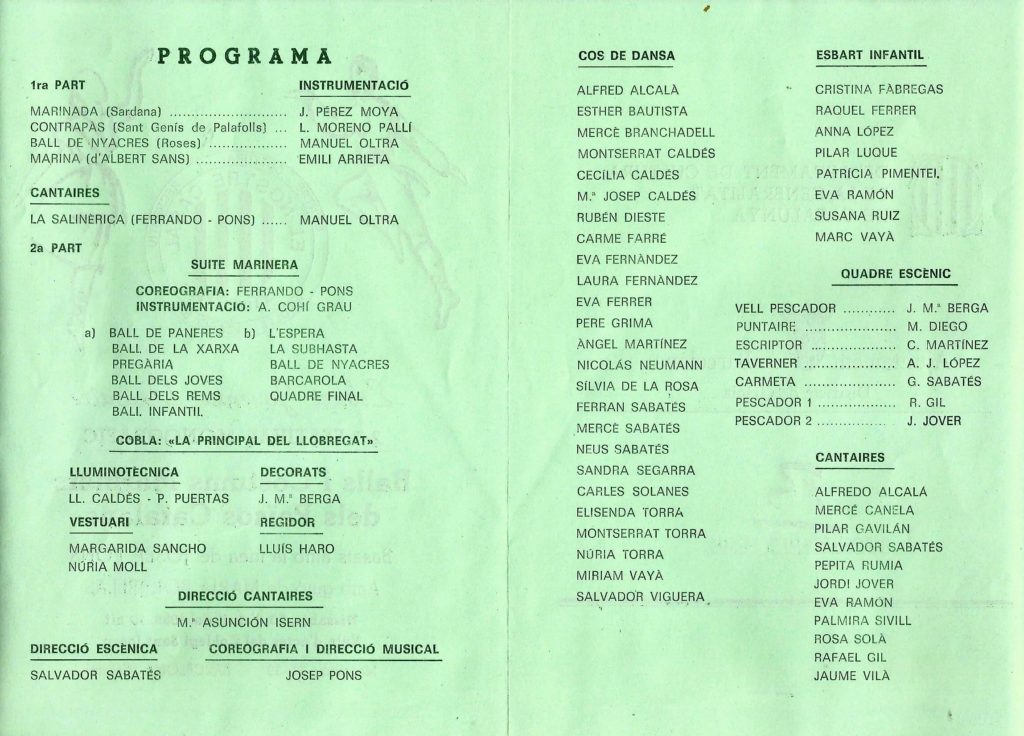 PROGRAMA
1ra PART INSTRUMENTACIÓ
MARINADA (Sardana) .......................... J. PÉREZ MOYA
CONTRAPÀS (Sant Genís de Palafolls) ... L. MORENO PALLÍ
BALL DE NYACRES (Roses) .................. MANUEL OLTRA
MARINA (d'ALBERT SANS) ..................... EMILI ARRIETA
CANTAIRES
LA SALINÈRICA (FERRANDO - PONS) ...... MANUEL OLTRA
2a PART
SUITE MARINERA
COREOGRAFIA: FERRANDO - PONS
INSTRUMENTACIÓ: A. COHÍ GRAU
a) BALL DE PANERES b) L'ESPERA
BALL DE LA XARXA LA SUBHASTA
PREGÀRIA BALL DE NYACRES
BALL DELS JOVES BARCAROLA
BALL DELS REMS QUADRE FINAL
BALL INFANTIL
COBLA: «LA PRINCIPAL DEL LLOBREGAT»
LLUMINOTÈCNICA DECORATS
LL. CALDÉS - P. PUERTAS J. M.ª BERGA
VESTUARI REGIDOR
MARGARIDA SANCHO LLUÍS HARO
NÚRIA MOLL
DIRECCIÓ CANTAIRES
M.ª ASUNCIÓN ISERN
DIRECCIÓ ESCÈNICA COREOGRAFIA I DIRECCIÓ MUSICAL
SALVADOR SABATÉS JOSEP PONS
COS DE DANSA
ALFRED ALCALÀ
ESTHER BAUTISTA
MERCÈ BRANCHADELL
MONTSERRAT CALDÉS
CECÍLIA CALDÉS
M.ª JOSEP CALDÉS
RUBÉN DIESTE
CARME FARRÉ
EVA FERNÀNDEZ
LAURA FERNÀNDEZ
EVA FERRER
PERE GRIMA
ÀNGEL MARTÍNEZ
NICOLÁS NEUMANN
SÍLVIA DE LA ROSA
FERRAN SABATÉS
MERCÈ SABATÉS
NEUS SABATÉS
SANDRA SEGARRA
CARLES SOLANES
ELISENDA TORRA
MONTSERRAT TORRA
NÚRIA TORRA
MIRIAM VAYÀ
SALVADOR VIGUERA
ESBART INFANTIL
CRISTINA FÀBREGAS
RAQUEL FERRER
ANNA LÓPEZ
PILAR LUQUE
PATRÍCIA PIMENTEL
EVA RAMÓN
SUSANA RUIZ
MARC VAYÀ
QUADRE ESCÈNIC
VELL PESCADOR ............ J. M.ª BERGA
PUNTAIRE ..................... M. DIEGO
ESCRIPTOR .................... C. MARTÍNEZ
TAVERNER ..................... A. J. LÓPEZ
CARMETA ..................... G. SABATÉS
PESCADOR 1 .................. R. GIL
PESCADOR 2 ................ J. JOVER
CANTAIRES
ALFREDO ALCALÁ
MERCÉ CANELA
PILAR GAVILÁN
SALVADOR SABATÉS
PEPITA RUMIA
JORDI JOVER
EVA RAMÓN
PALMIRA SIVILL
ROSA SOLÀ
RAFAEL GIL
JAUME VILÀ